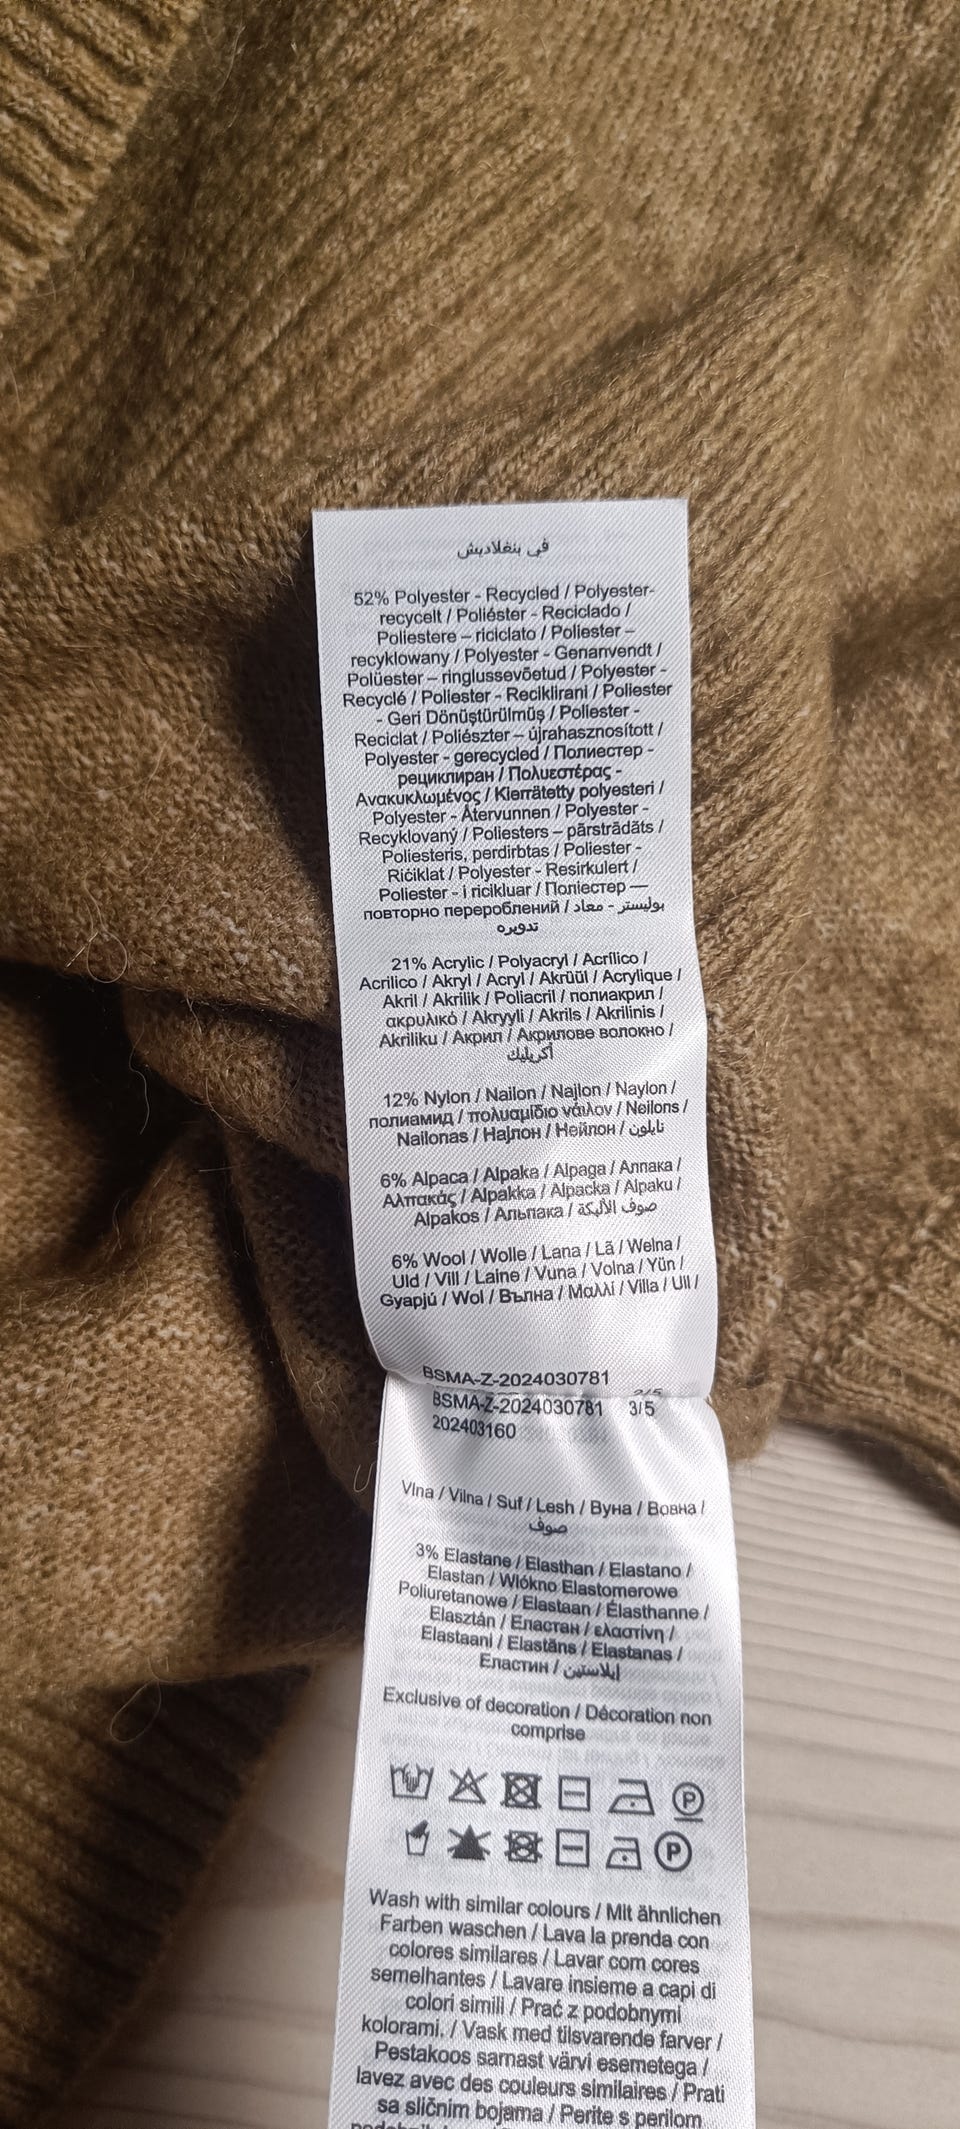 في بنغلاديش
52% Polyester - Recycled / Polyester-
recycelt / Poliéster - Reciclado /
Poliestere – riciclato / Poliester –
recyklowany / Polyester - Genanvendt /
Polüester – ringlussevõetud / Polyester -
Recyclé / Poliester - Reciklirani / Poliester
- Geri Dönüştürülmüş / Poliester -
Reciclat / Poliészter – újrahasznosított /
Polyester - gerecycled / Полиестер -
рециклиран / Πολυεστέρας -
Ανακυκλωμένος / Kierrätetty polyesteri /
Polyester - Återvunnen / Polyester -
Recyklovaný / Poliesters – pārstrādāts /
Poliesteris, perdirbtas / Poliester -
Riċiklat / Polyester - Resirkulert /
Poliester - i ricikluar / Поліестер —
повторно перероблений / بوليستر - معاد
تدويره
21% Acrylic / Polyacryl / Acrílico /
Acrilico / Akryl / Acryl / Akrüül / Acrylique /
Akril / Akrilik / Poliacril / полиакрил /
ακρυλικό / Akryyli / Akrils / Akrilinis /
Akriliku / Акрил / Акрилове волокно /
أكريليك
12% Nylon / Nailon / Najlon / Naylon /
полиамид / πολυαμίδιο νάιλον / Neilons /
Nailonas / Најлон / Нейлон / نايلون
6% Alpaca / Alpaka / Alpaga / Алпака /
Αλπακάς / Alpakka / Alpacka / Alpaku /
Alpakos / Альпака / صوف الألبكة
6% Wool / Wolle / Lana / Lã / Wełna /
Uld / Vill / Laine / Vuna / Volna / Yün /
Gyapjú / Wol / Вълна / Μαλλί / Villa / Ull /
BSMA-Z-2024030781
2/5
BSMA-Z-2024030781 3/5
202403160
Vlna / Vilna / Suf / Lesh / Вуна / Вовна /
صوف
3% Elastane / Elasthan / Elastano /
Elastan / Włókno Elastomerowe
Poliuretanowe / Elastaan / Élasthanne /
Elasztán / Еластан / ελαστίνη /
Elastaani / Elastāns / Elastanas /
Еластин / إيلاستين
Exclusive of decoration / Décoration non
comprise
P
P
Wash with similar colours / Mit ähnlichen
Farben waschen / Lava la prenda con
colores similares / Lavar com cores
semelhantes / Lavare insieme a capi di
colori simili / Prać z podobnymi
kolorami. / Vask med tilsvarende farver /
Pestakoos samast värvi esemetega /
lavez avec des couleurs similaires / Prati
sa sličnim bojama / Perite s perilom